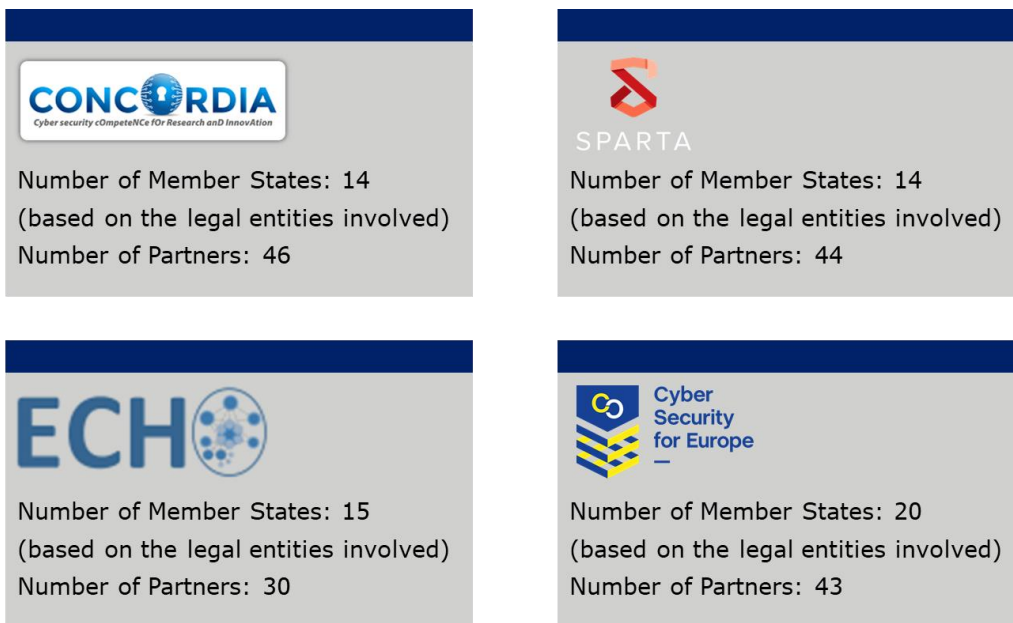 CONCORDIA
Cyber security cOmpeteNCe fOr Research anD InnovAtion
Number of Member States: 14
(based on the legal entities involved)
Number of Partners: 46
SPARTA
Number of Member States: 14
(based on the legal entities involved)
Number of Partners: 44
ECHO
Number of Member States: 15
(based on the legal entities involved)
Number of Partners: 30
Cyber
Security
for Europe
Number of Member States: 20
(based on the legal entities involved)
Number of Partners: 43